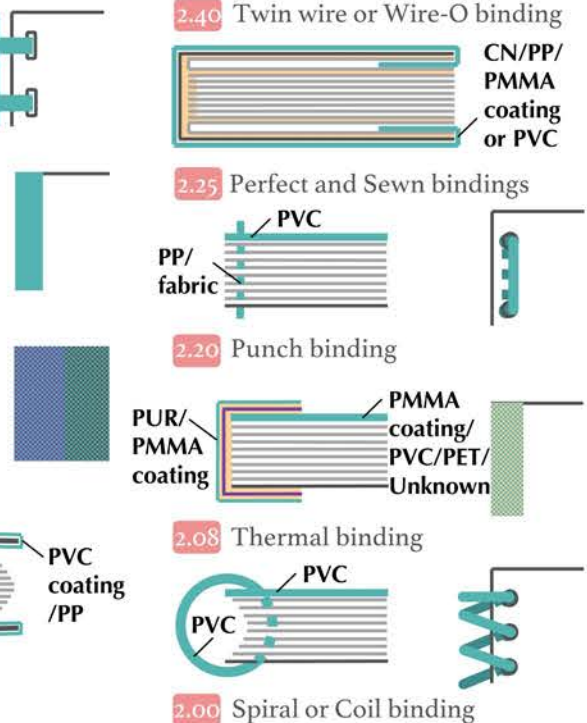 2.40 Twin wire or Wire-O binding
CN/PP/
PMMA
coating
or PVC
2.25 Perfect and Sewn bindings
PVC
PP/
fabric
2.20 Punch binding
PMMA
coating/
PVC/PET/
Unknown
PUR/
PMMA
coating
2.08 Thermal binding
PVC
coating
/PP
PVC
PVC
2.00 Spiral or Coil binding